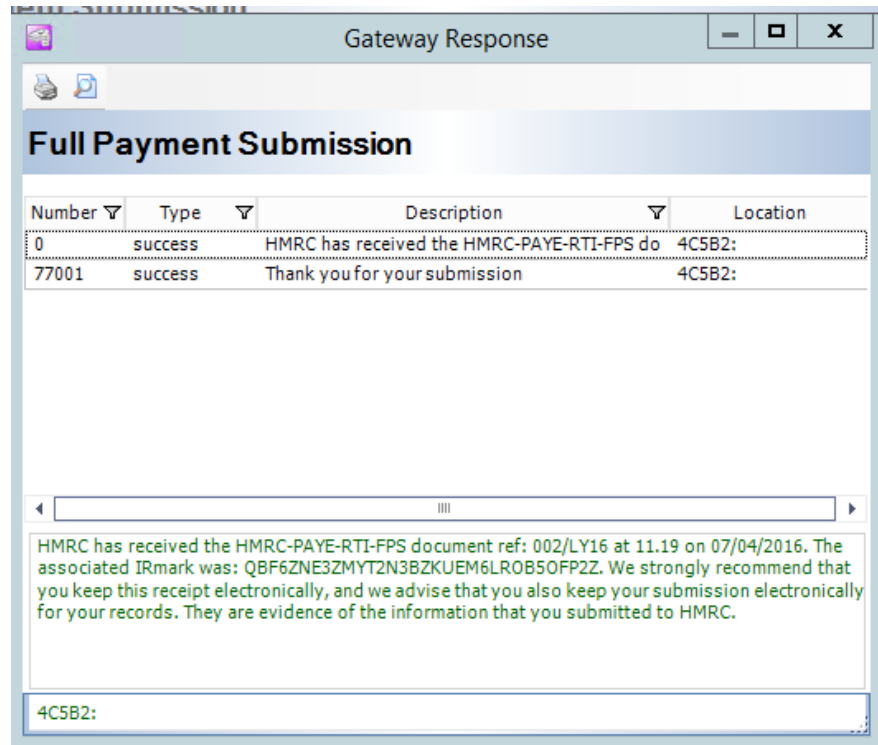 Gateway Response
Full Payment Submission
Number Type Description Location
0 success HMRC has received the HMRC-PAYE-RTI-FPS do 4C5B2:
77001 success Thank you for your submission 4C5B2:
HMRC has received the HMRC-PAYE-RTI-FPS document ref: 002/LY16 at 11.19 on 07/04/2016. The
associated IRmark was: QBF6ZNE3ZMYT2N3BZKUEM6LROB5OFP2Z. We strongly recommend that
you keep this receipt electronically, and we advise that you also keep your submission electronically
for your records. They are evidence of the information that you submitted to HMRC.
4C5B2: